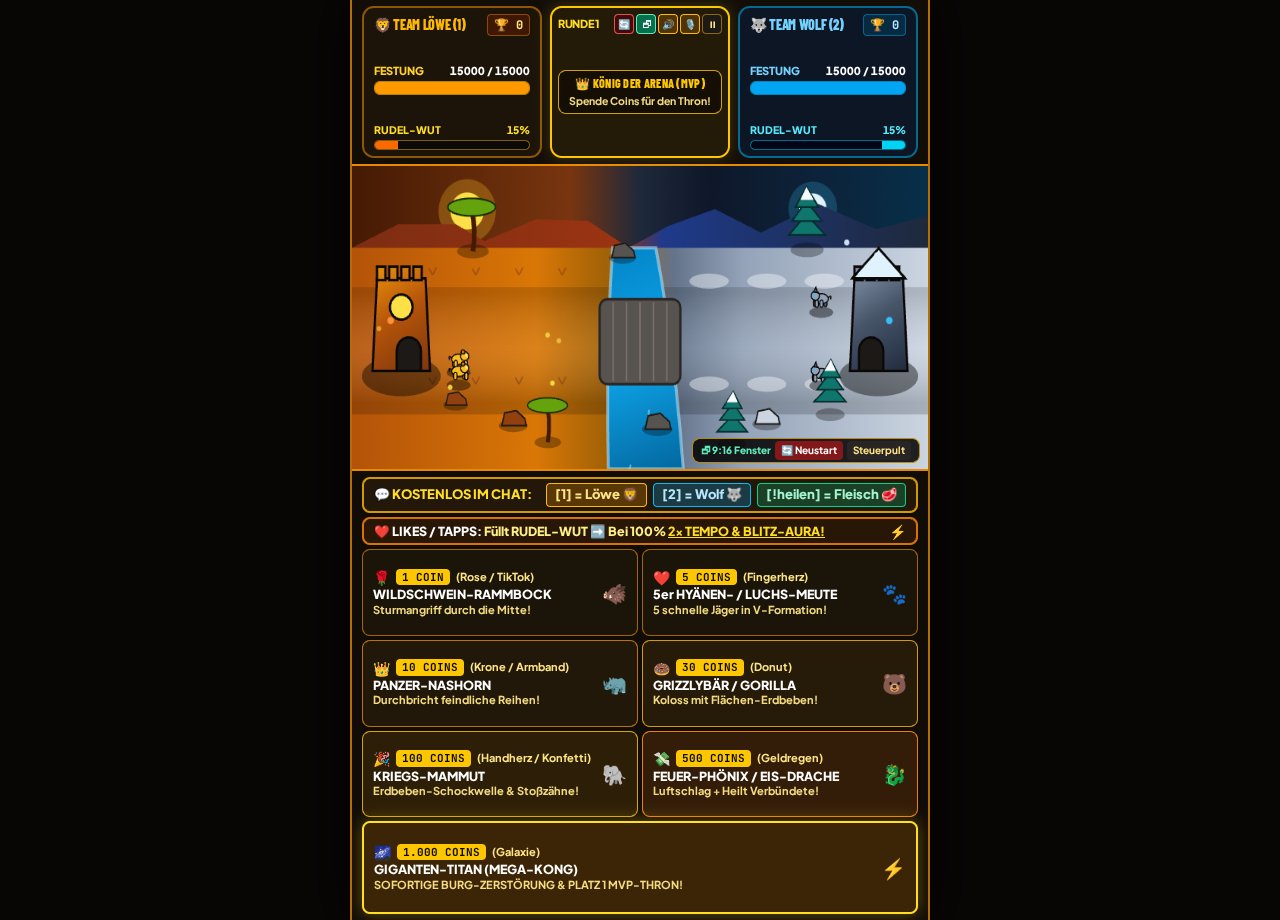 🦁 TEAM LÖWE (1) 🏆 0
FESTUNG 15000 / 15000
RUDEL-WUT 15%
RUNDE 1
👑 KÖNIG DER ARENA (MVP)
Spende Coins für den Thron!
🐺 TEAM WOLF (2) 🏆 0
FESTUNG 15000 / 15000
RUDEL-WUT 15%
🗗 9:16 Fenster 🔄 Neustart Steuerpult
💬 KOSTENLOS IM CHAT: [1] = Löwe 🦁 [2] = Wolf 🐺 [!heilen] = Fleisch 🥩
❤️ LIKES / TAPPS: Füllt RUDEL-WUT ➡️ Bei 100% 2x TEMPO & BLITZ-AURA! ⚡
🌹 1 COIN (Rose / TikTok)
WILDSCHWEIN-RAMMBOCK
Sturmangriff durch die Mitte!
❤️ 5 COINS (Fingerherz)
5er HYÄNEN- / LUCHS-MEUTE
5 schnelle Jäger in V-Formation!
👑 10 COINS (Krone / Armband)
PANZER-NASHORN
Durchbricht feindliche Reihen!
🍩 30 COINS (Donut)
GRIZZLYBÄR / GORILLA
Koloss mit Flächen-Erdbeben!
🎉 100 COINS (Handherz / Konfetti)
KRIEGS-MAMMUT
Erdbeben-Schockwelle & Stoßzähne!
💸 500 COINS (Geldregen)
FEUER-PHÖNIX / EIS-DRACHE
Luftschlag + Heilt Verbündete!
🌌 1.000 COINS (Galaxie)
GIGANTEN-TITAN (MEGA-KONG)
SOFORTIGE BURG-ZERSTÖRUNG & PLATZ 1 MVP-THRON!